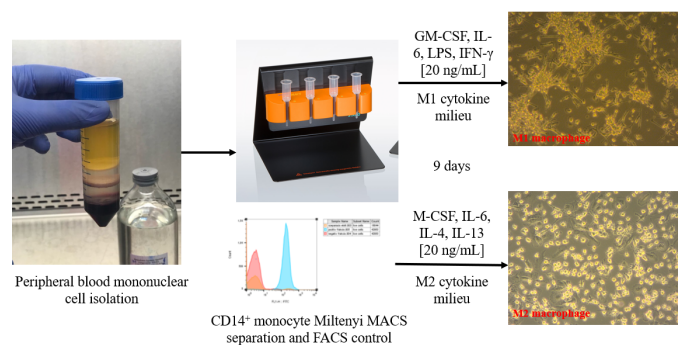 Peripheral blood mononuclear
cell isolation
CD14⁺ monocyte Miltenyi MACS
separation and FACS control
GM-CSF, IL-
6, LPS, IFN-γ
[20 ng/mL]
M1 cytokine
milieu
9 days
M-CSF, IL-6,
IL-4, IL-13
[20 ng/mL]
M2 cytokine
milieu
M1 macrophage
M2 macrophage